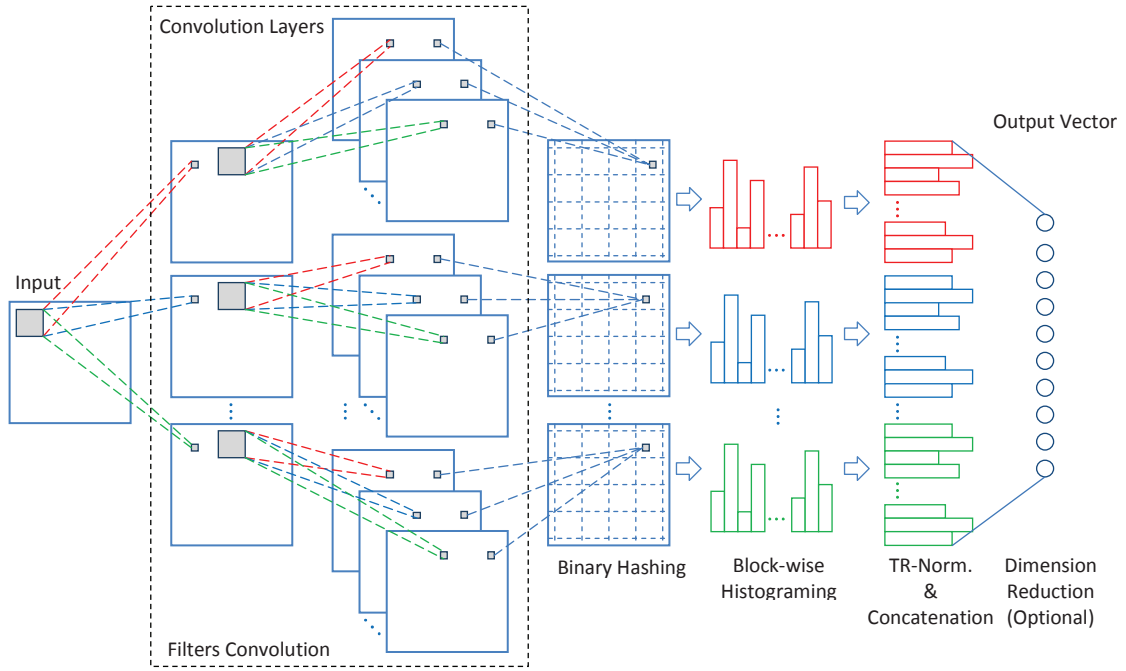 Convolution Layers
Input
Output Vector
Binary Hashing
Block-wise
Histograming
TR-Norm.
&
Concatenation
Dimension
Reduction
(Optional)
Filters Convolution